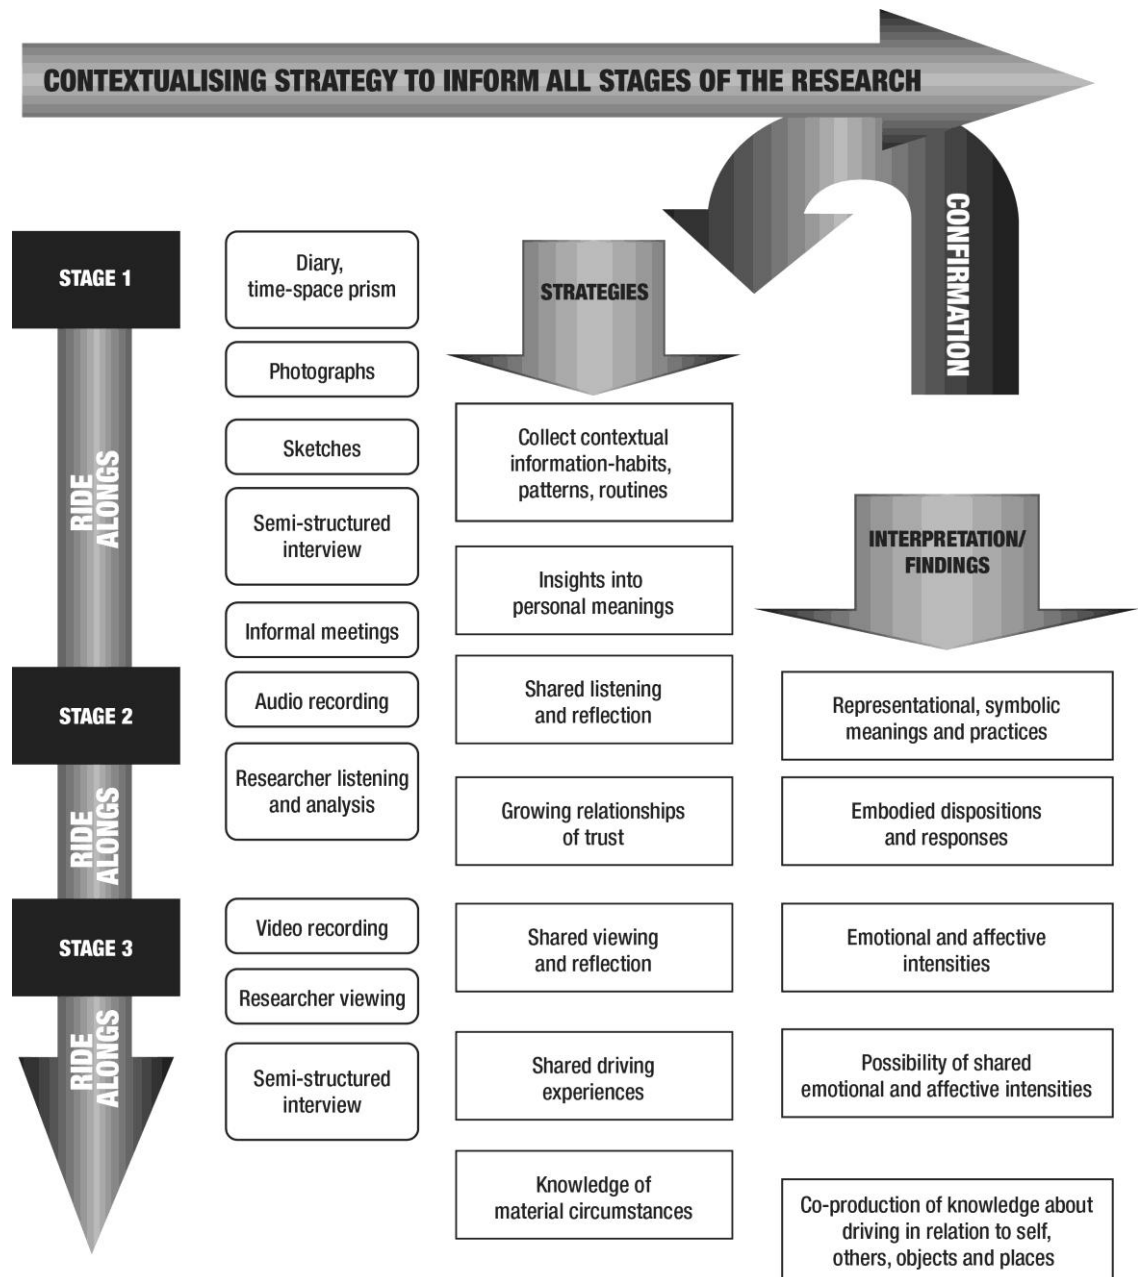 CONTEXTUALISING STRATEGY TO INFORM ALL STAGES OF THE RESEARCH
CONFIRMATION
STAGE 1
RIDE
ALONGS
STAGE 2
RIDE
ALONGS
STAGE 3
RIDE
ALONGS
Diary,
time-space prism
Photographs
Sketches
Semi-structured
interview
Informal meetings
Audio recording
Researcher listening
and analysis
Video recording
Researcher viewing
Semi-structured
interview
STRATEGIES
Collect contextual
information-habits,
patterns, routines
Insights into
personal meanings
Shared listening
and reflection
Growing relationships
of trust
Shared viewing
and reflection
Shared driving
experiences
Knowledge of
material circumstances
INTERPRETATION/
FINDINGS
Representational, symbolic
meanings and practices
Embodied dispositions
and responses
Emotional and affective
intensities
Possibility of shared
emotional and affective intensities
Co-production of knowledge about
driving in relation to self,
others, objects and places